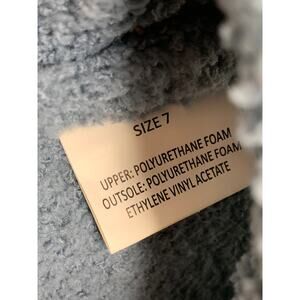 SIZE 7
UPPER: POLYURETHANE FOAM
OUTSOLE: POLYURETHANE FOAM
ETHYLENE VINYL ACETATE